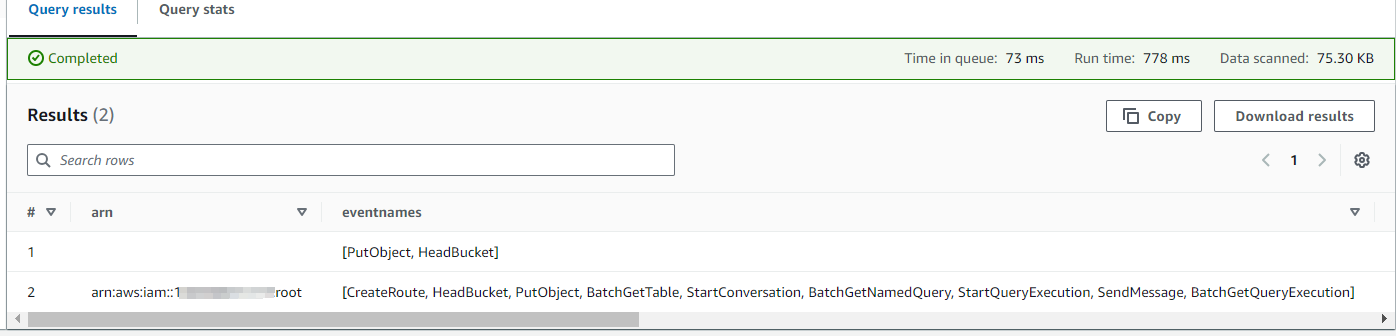 Query results Query stats
Completed Time in queue: 73 ms Run time: 778 ms Data scanned: 75.30 KB
Results (2) Copy Download results
Search rows 1
# arn eventnames
1 [PutObject, HeadBucket]
2 arn:aws:iam::1 root [CreateRoute, HeadBucket, PutObject, BatchGetTable, StartConversation, BatchGetNamedQuery, StartQueryExecution, SendMessage, BatchGetQueryExecution]